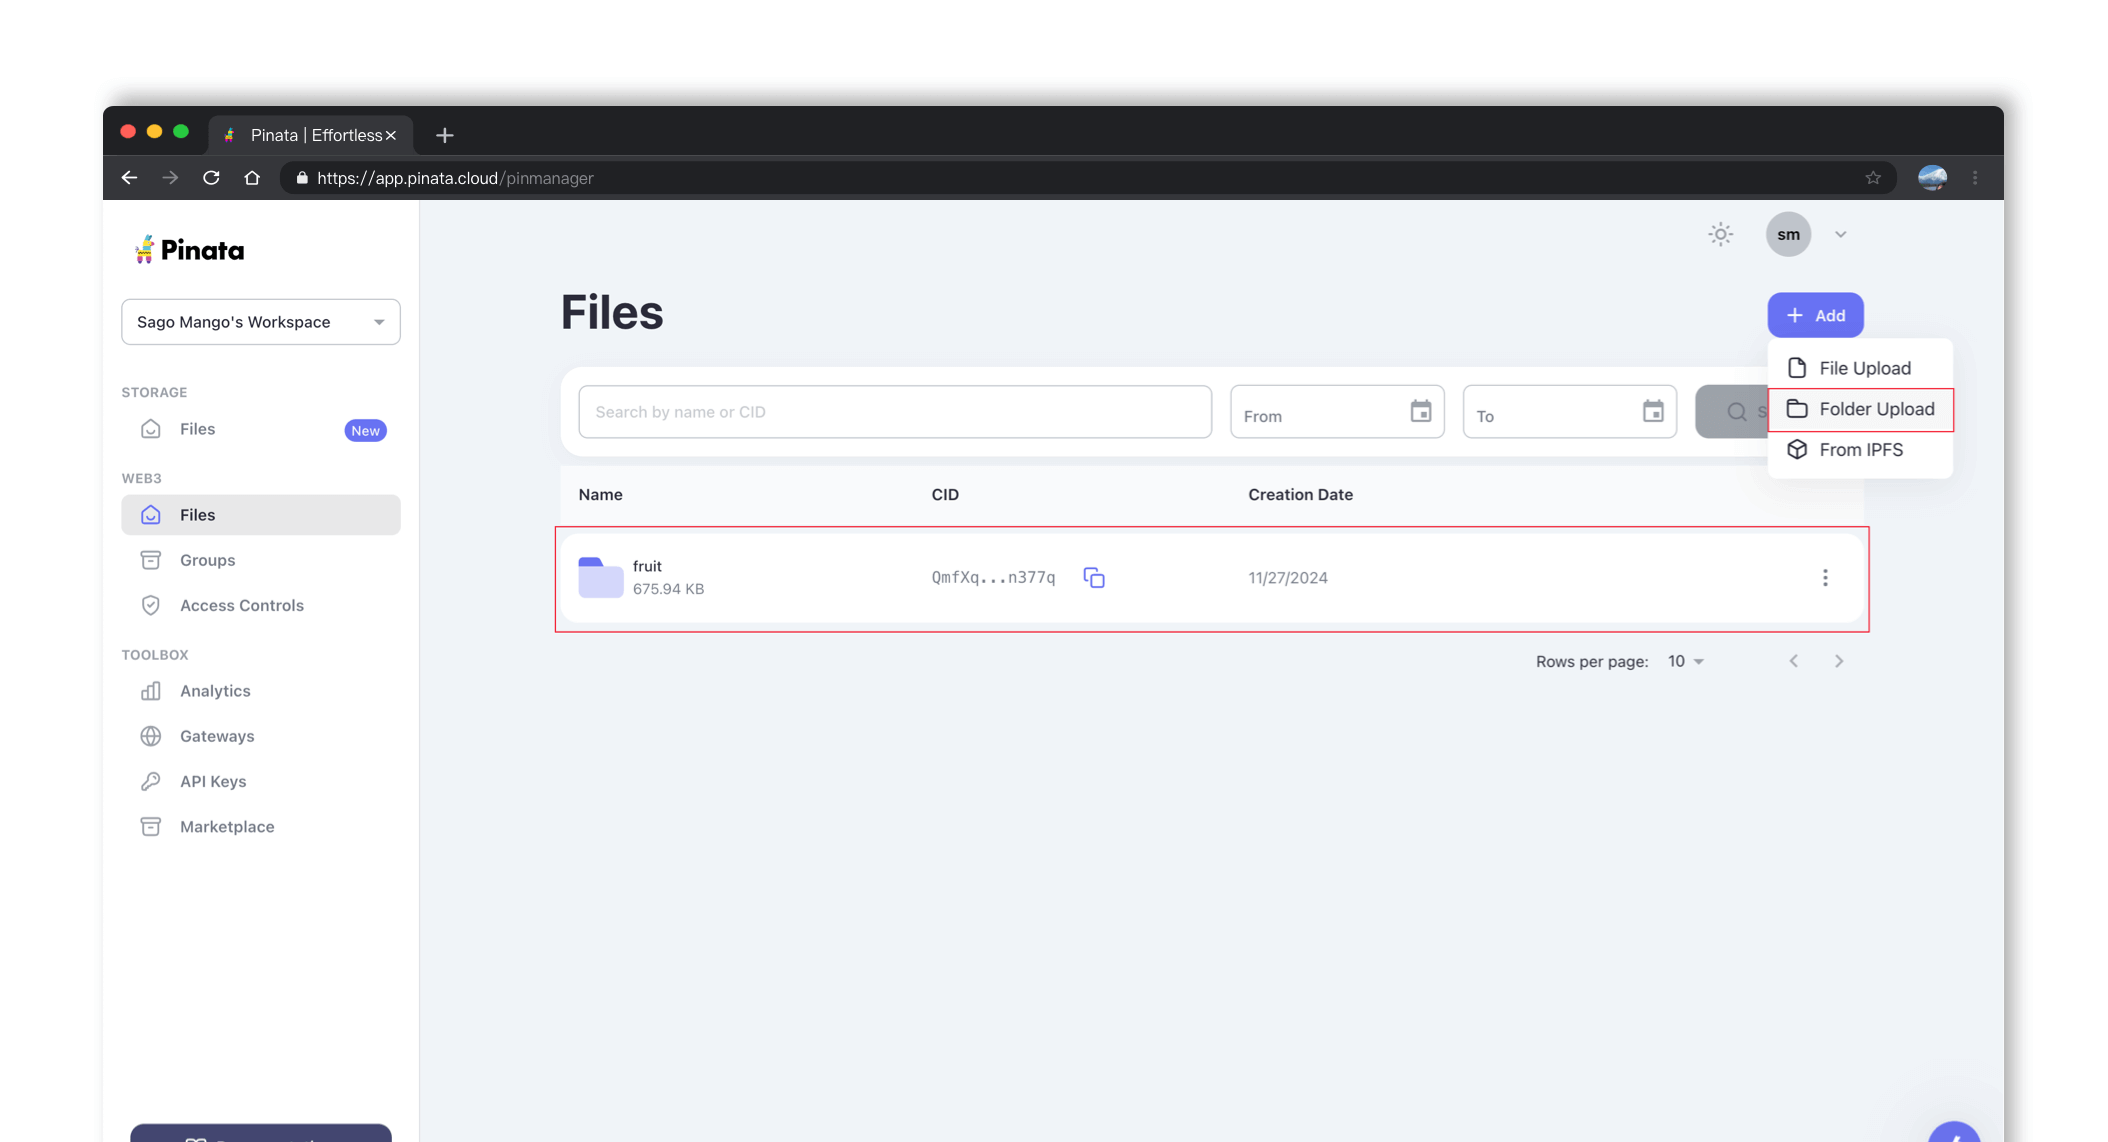 Pinata | Effortless
https://app.pinata.cloud/pinmanager
Pinata
sm
Sago Mango's Workspace
Files
Add
File Upload
Folder Upload
From IPFS
STORAGE
Files
New
Search by name or CID
From
To
WEB3
Files
Groups
Access Controls
Name
CID
Creation Date
fruit
675.94 KB
QmfXq...n377q
11/27/2024
Rows per page: 10
TOOLBOX
Analytics
Gateways
API Keys
Marketplace